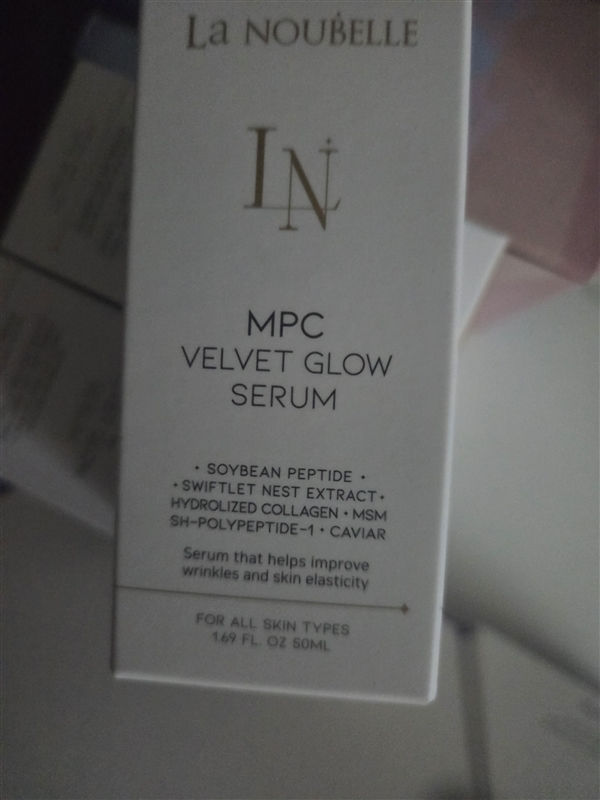 La NOUBELLE
LN
MPC
VELVET GLOW
SERUM
• SOYBEAN PEPTIDE •
• SWIFTLET NEST EXTRACT •
HYDROLIZED COLLAGEN • MSM
SH-POLYPEPTIDE-1 • CAVIAR
Serum that helps improve
wrinkles and skin elasticity
FOR ALL SKIN TYPES
1.69 FL. OZ 50ML